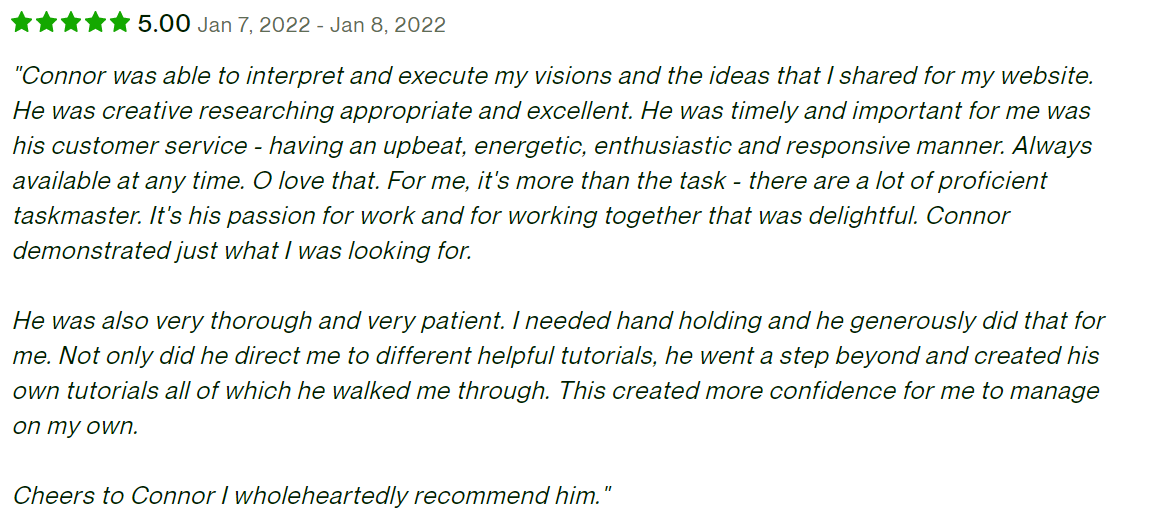 5.00 Jan 7, 2022 - Jan 8, 2022
"Connor was able to interpret and execute my visions and the ideas that I shared for my website.
He was creative researching appropriate and excellent. He was timely and important for me was
his customer service - having an upbeat, energetic, enthusiastic and responsive manner. Always
available at any time. O love that. For me, it's more than the task - there are a lot of proficient
taskmaster. It's his passion for work and for working together that was delightful. Connor
demonstrated just what I was looking for.
He was also very thorough and very patient. I needed hand holding and he generously did that for
me. Not only did he direct me to different helpful tutorials, he went a step beyond and created his
own tutorials all of which he walked me through. This created more confidence for me to manage
on my own.
Cheers to Connor I wholeheartedly recommend him."